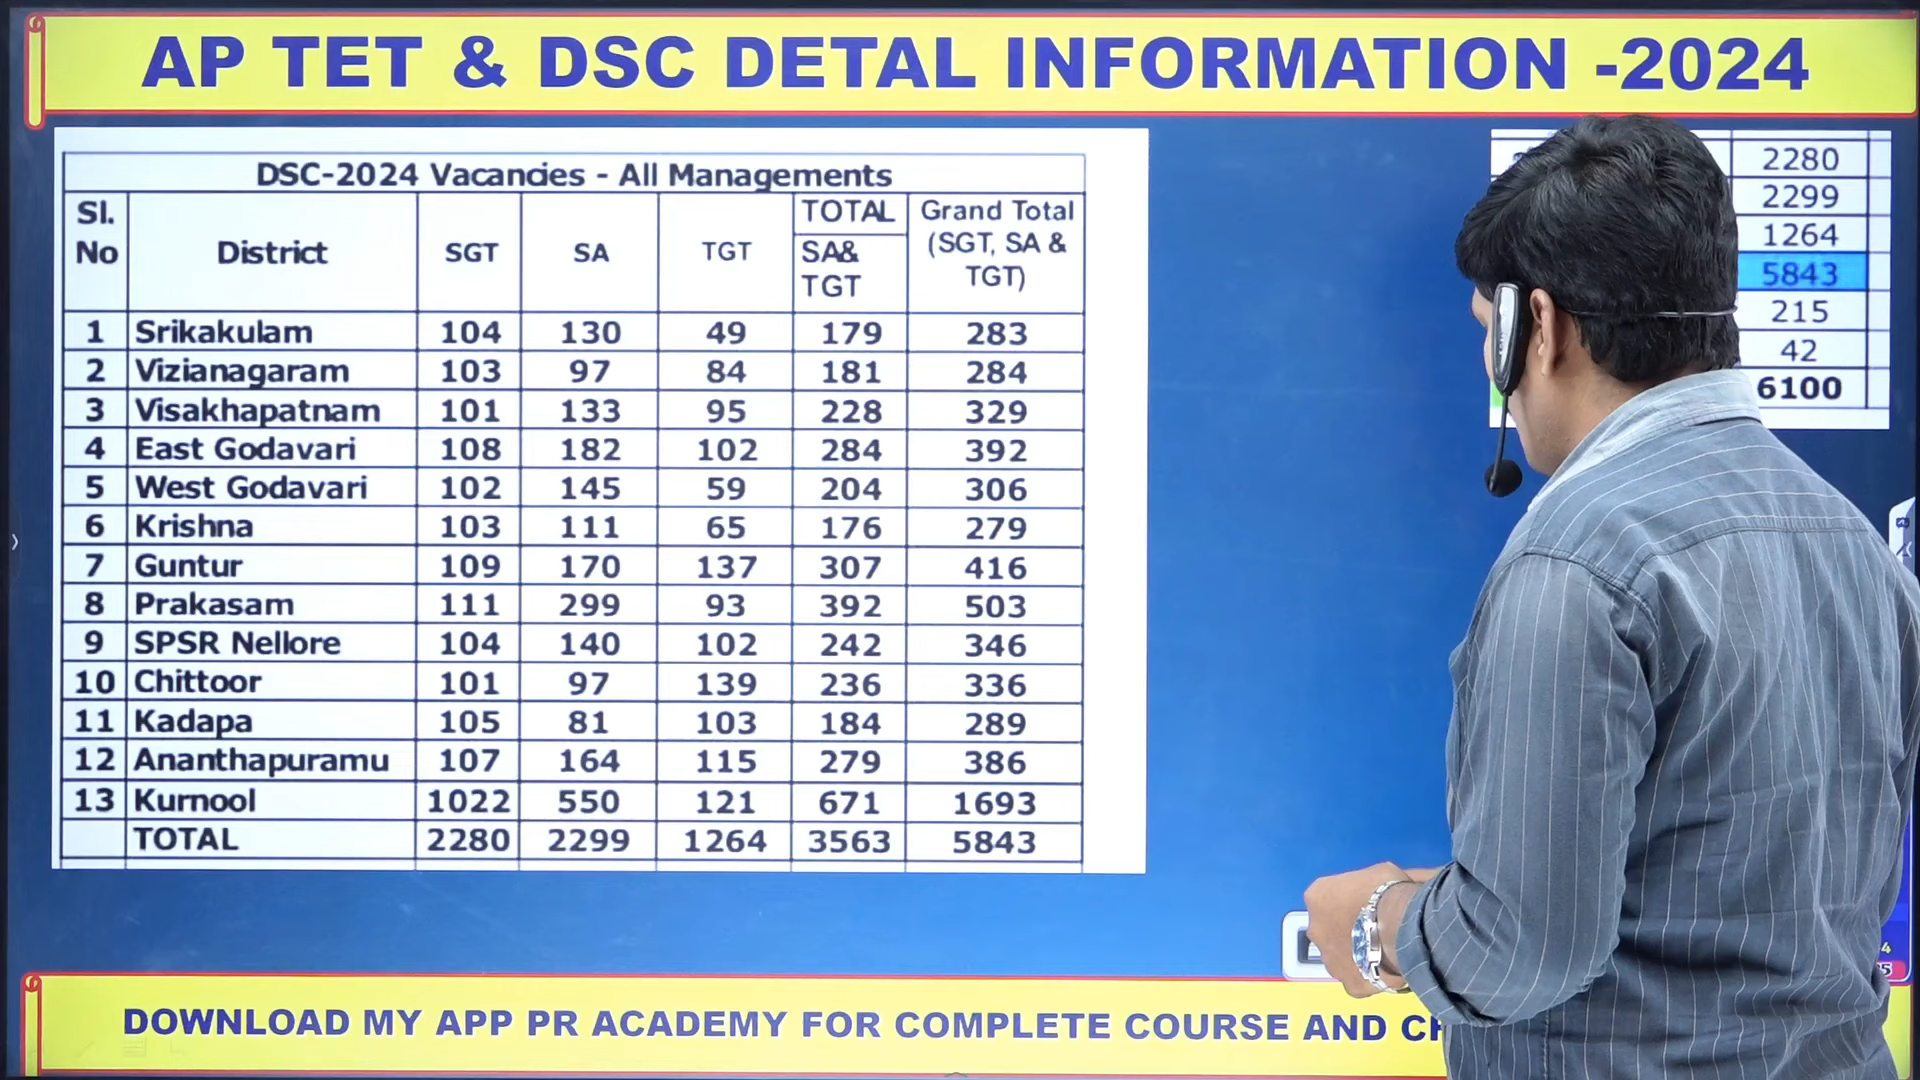 AP TET & DSC DETAL INFORMATION -2024
DSC-2024 Vacancies - All Managements
Sl. No District SGT SA TGT TOTAL SA& TGT Grand Total (SGT, SA & TGT)
1 Srikakulam 104 130 49 179 283
2 Vizianagaram 103 97 84 181 284
3 Visakhapatnam 101 133 95 228 329
4 East Godavari 108 182 102 284 392
5 West Godavari 102 145 59 204 306
6 Krishna 103 111 65 176 279
7 Guntur 109 170 137 307 416
8 Prakasam 111 299 93 392 503
9 SPSR Nellore 104 140 102 242 346
10 Chittoor 101 97 139 236 336
11 Kadapa 105 81 103 184 289
12 Ananthapuramu 107 164 115 279 386
13 Kurnool 1022 550 121 671 1693
TOTAL 2280 2299 1264 3563 5843
2280
2299
1264
5843
215
42
6100
DOWNLOAD MY APP PR ACADEMY FOR COMPLETE COURSE AND